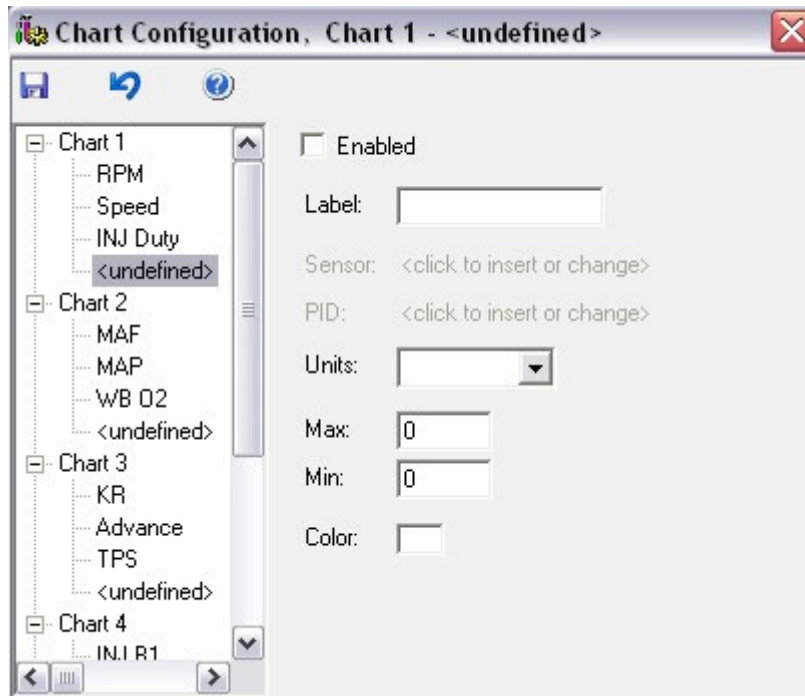 Chart Configuration, Chart 1 - <undefined>
Chart 1
RPM
Speed
INJ Duty
<undefined>
Chart 2
MAF
MAP
WB O2
<undefined>
Chart 3
KR
Advance
TPS
<undefined>
Chart 4
INJ B1
Enabled
Label:
Sensor: <click to insert or change>
PID: <click to insert or change>
Units:
Max: 0
Min: 0
Color: